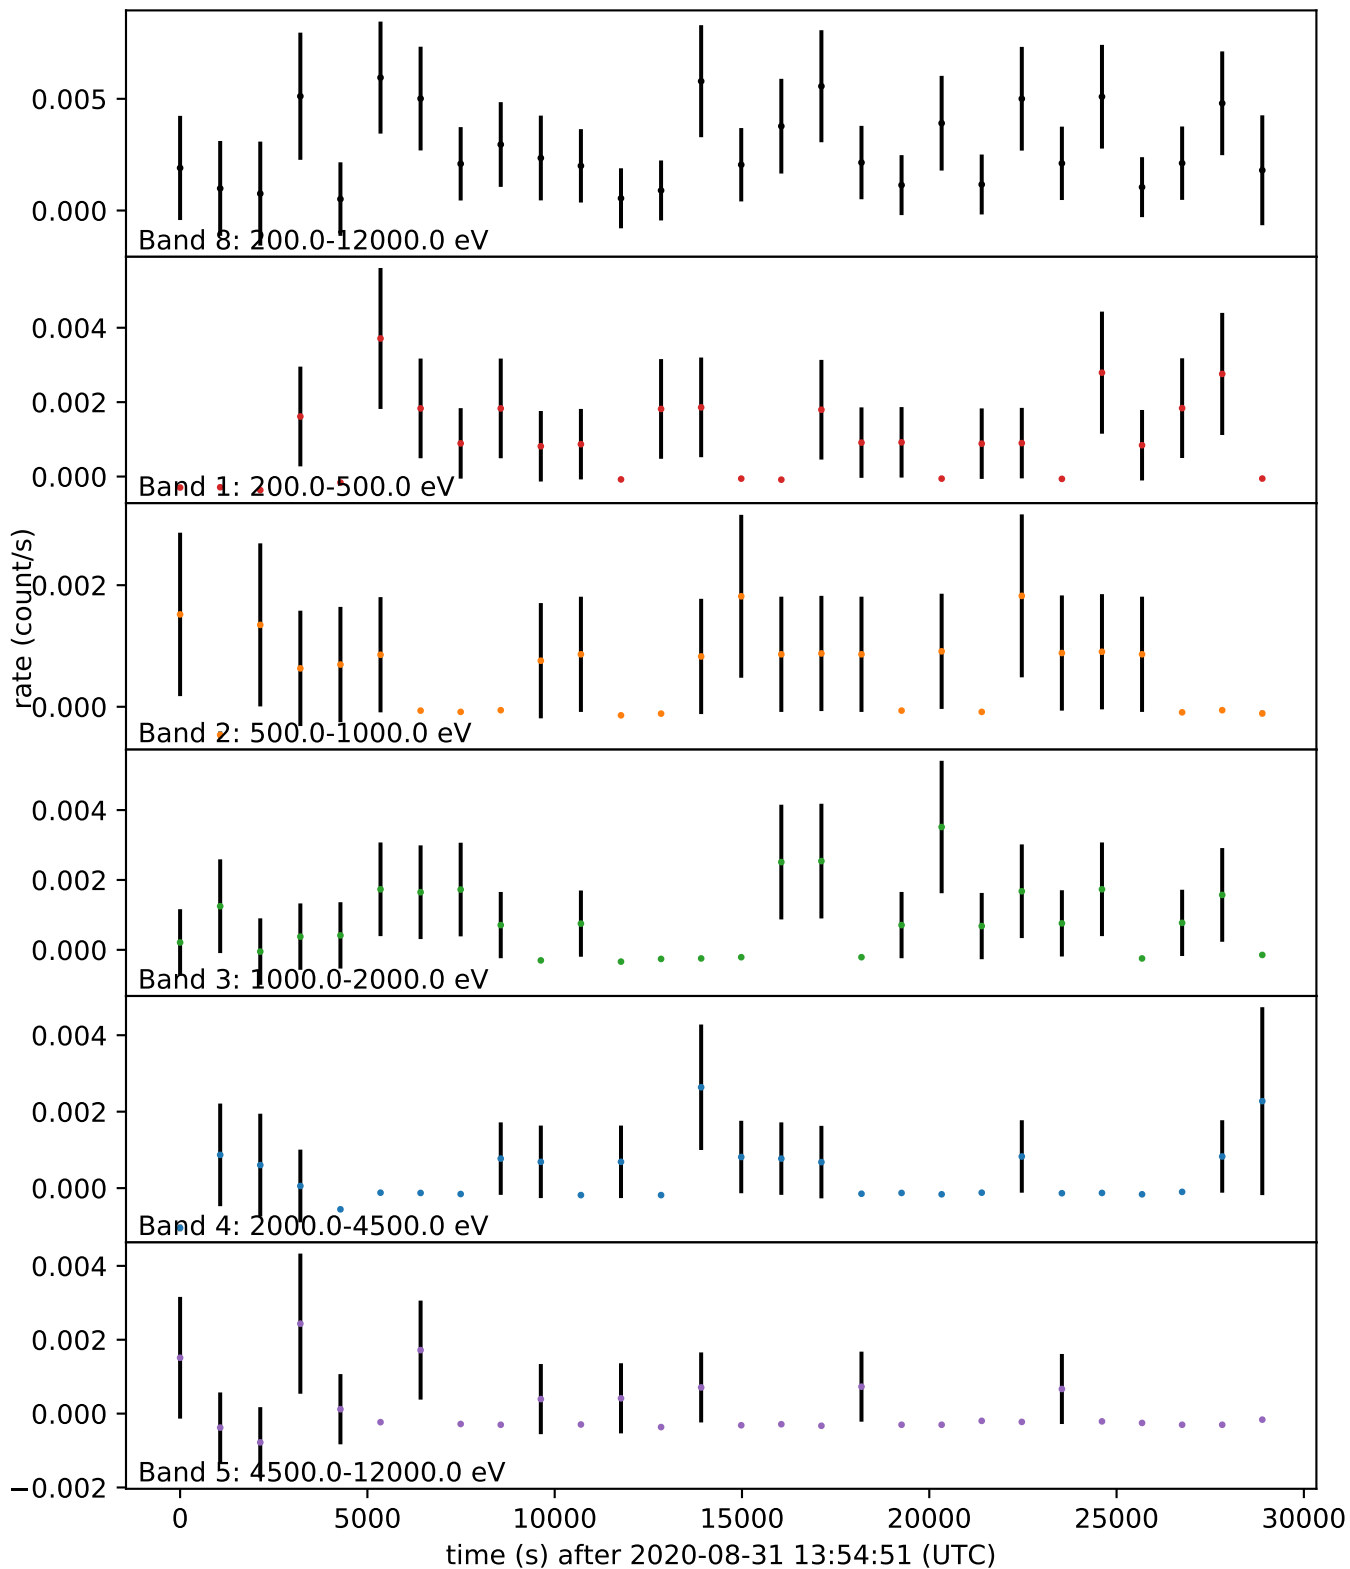 0.005
0.000
Band 8: 200.0-12000.0 eV
0.004
0.002
0.000
Band 1: 200.0-500.0 eV
rate (count/s)
0.002
0.000
Band 2: 500.0-1000.0 eV
0.004
0.002
0.000
Band 3: 1000.0-2000.0 eV
0.004
0.002
0.000
Band 4: 2000.0-4500.0 eV
0.004
0.002
0.000
−0.002
Band 5: 4500.0-12000.0 eV
0 5000 10000 15000 20000 25000 30000
time (s) after 2020-08-31 13:54:51 (UTC)